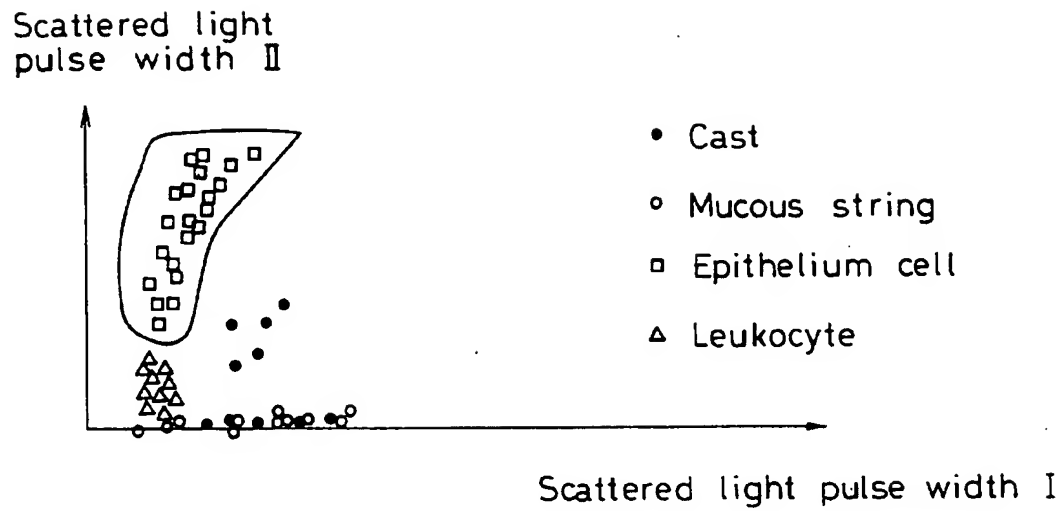 Scattered light
pulse width II
● Cast
○ Mucous string
□ Epithelium cell
△ Leukocyte
Scattered light pulse width I